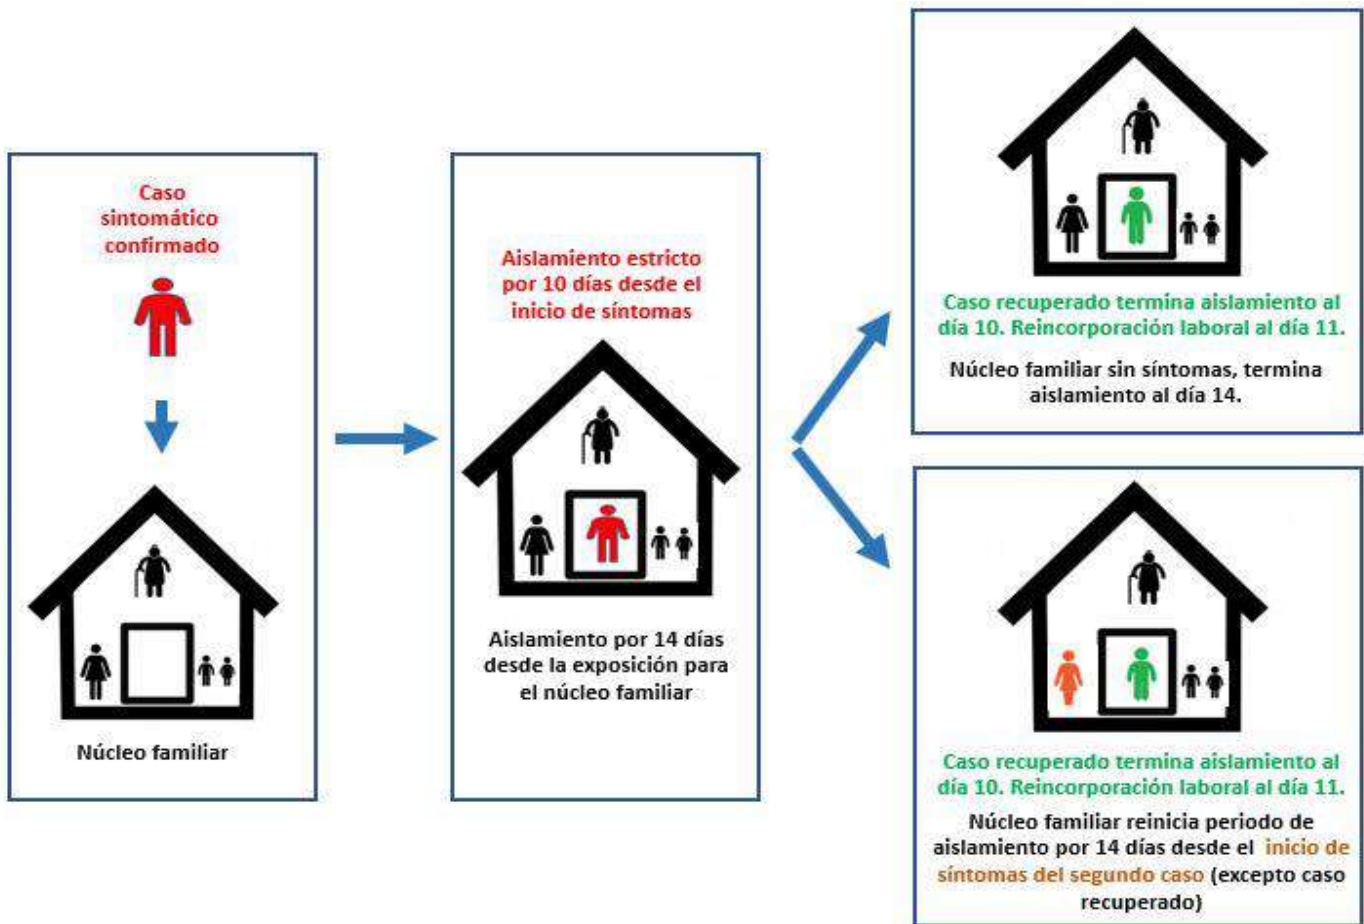 Caso
sintomático
confirmado
Núcleo familiar
Aislamiento estricto
por 10 días desde el
inicio de síntomas
Aislamiento por 14 días
desde la exposición para
el núcleo familiar
Caso recuperado termina aislamiento al
día 10. Reincorporación laboral al día 11.
Núcleo familiar sin síntomas, termina
aislamiento al día 14.
Caso recuperado termina aislamiento al
día 10. Reincorporación laboral al día 11.
Núcleo familiar reinicia periodo de
aislamiento por 14 días desde el inicio de
síntomas del segundo caso (excepto caso
recuperado)